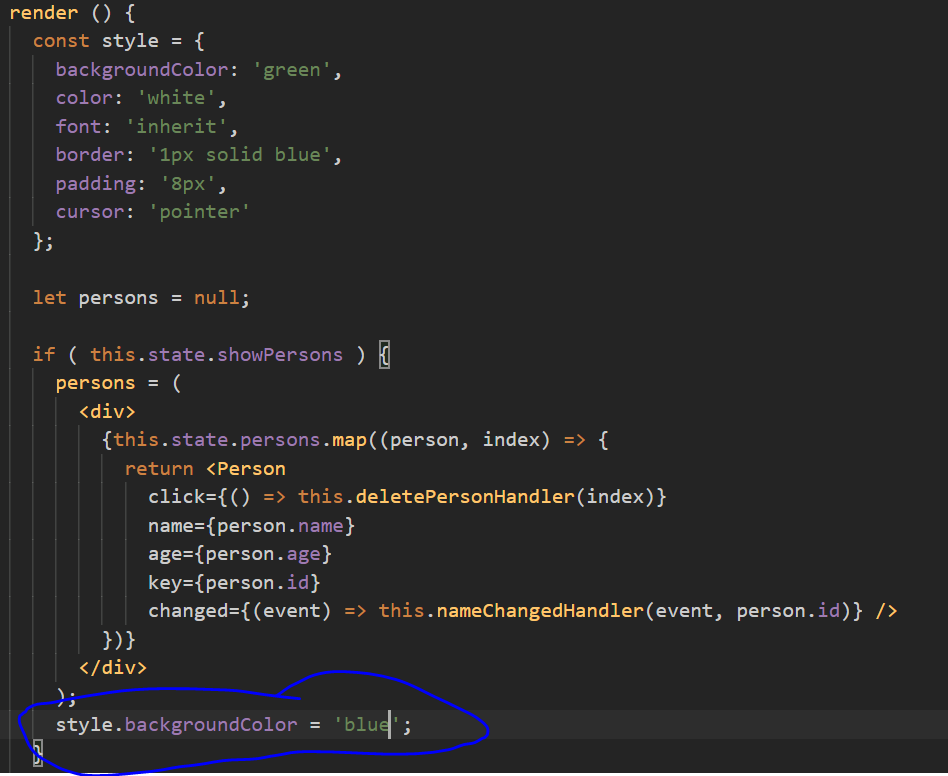 render () {
const style = {
backgroundColor: 'green',
color: 'white',
font: 'inherit',
border: '1px solid blue',
padding: '8px',
cursor: 'pointer'
};
let persons = null;
if ( this.state.showPersons ) {
persons = (
<div>
{this.state.persons.map((person, index) => {
return <Person
click={() => this.deletePersonHandler(index)}
name={person.name}
age={person.age}
key={person.id}
changed={(event) => this.nameChangedHandler(event, person.id)} />
})}
</div>
);
style.backgroundColor = 'blue';
}